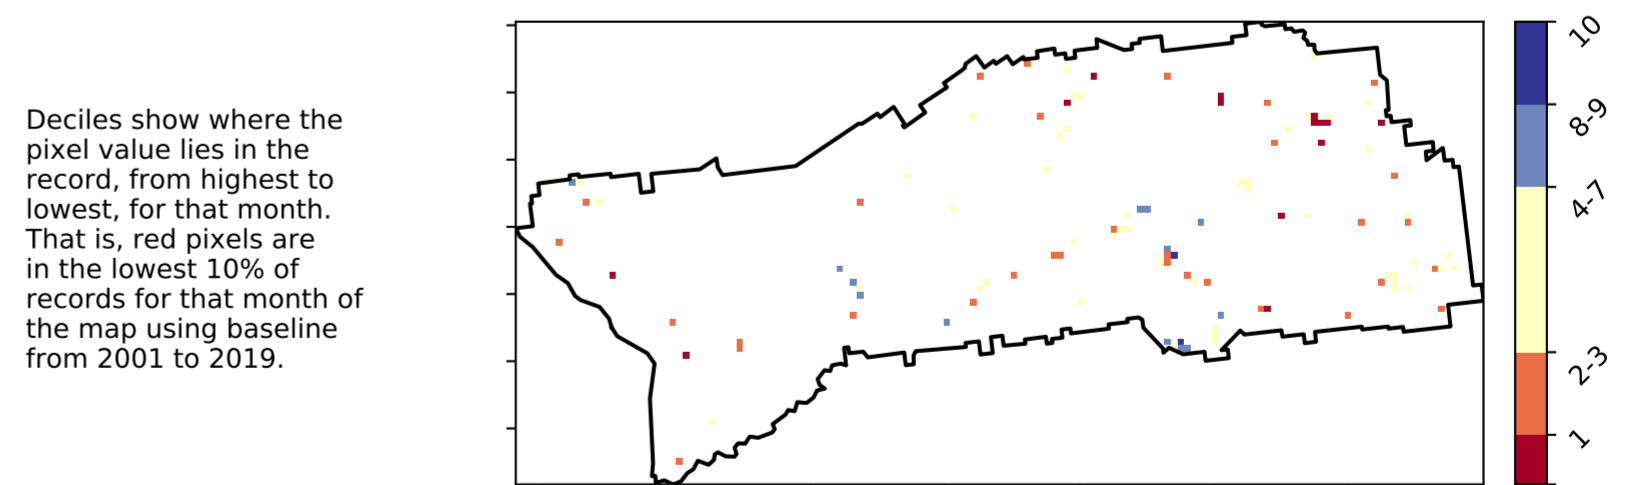 Deciles show where the
pixel value lies in the
record, from highest to
lowest, for that month.
That is, red pixels are
in the lowest 10% of
records for that month of
the map using baseline
from 2001 to 2019.
10
8-9
4-7
2-3
1